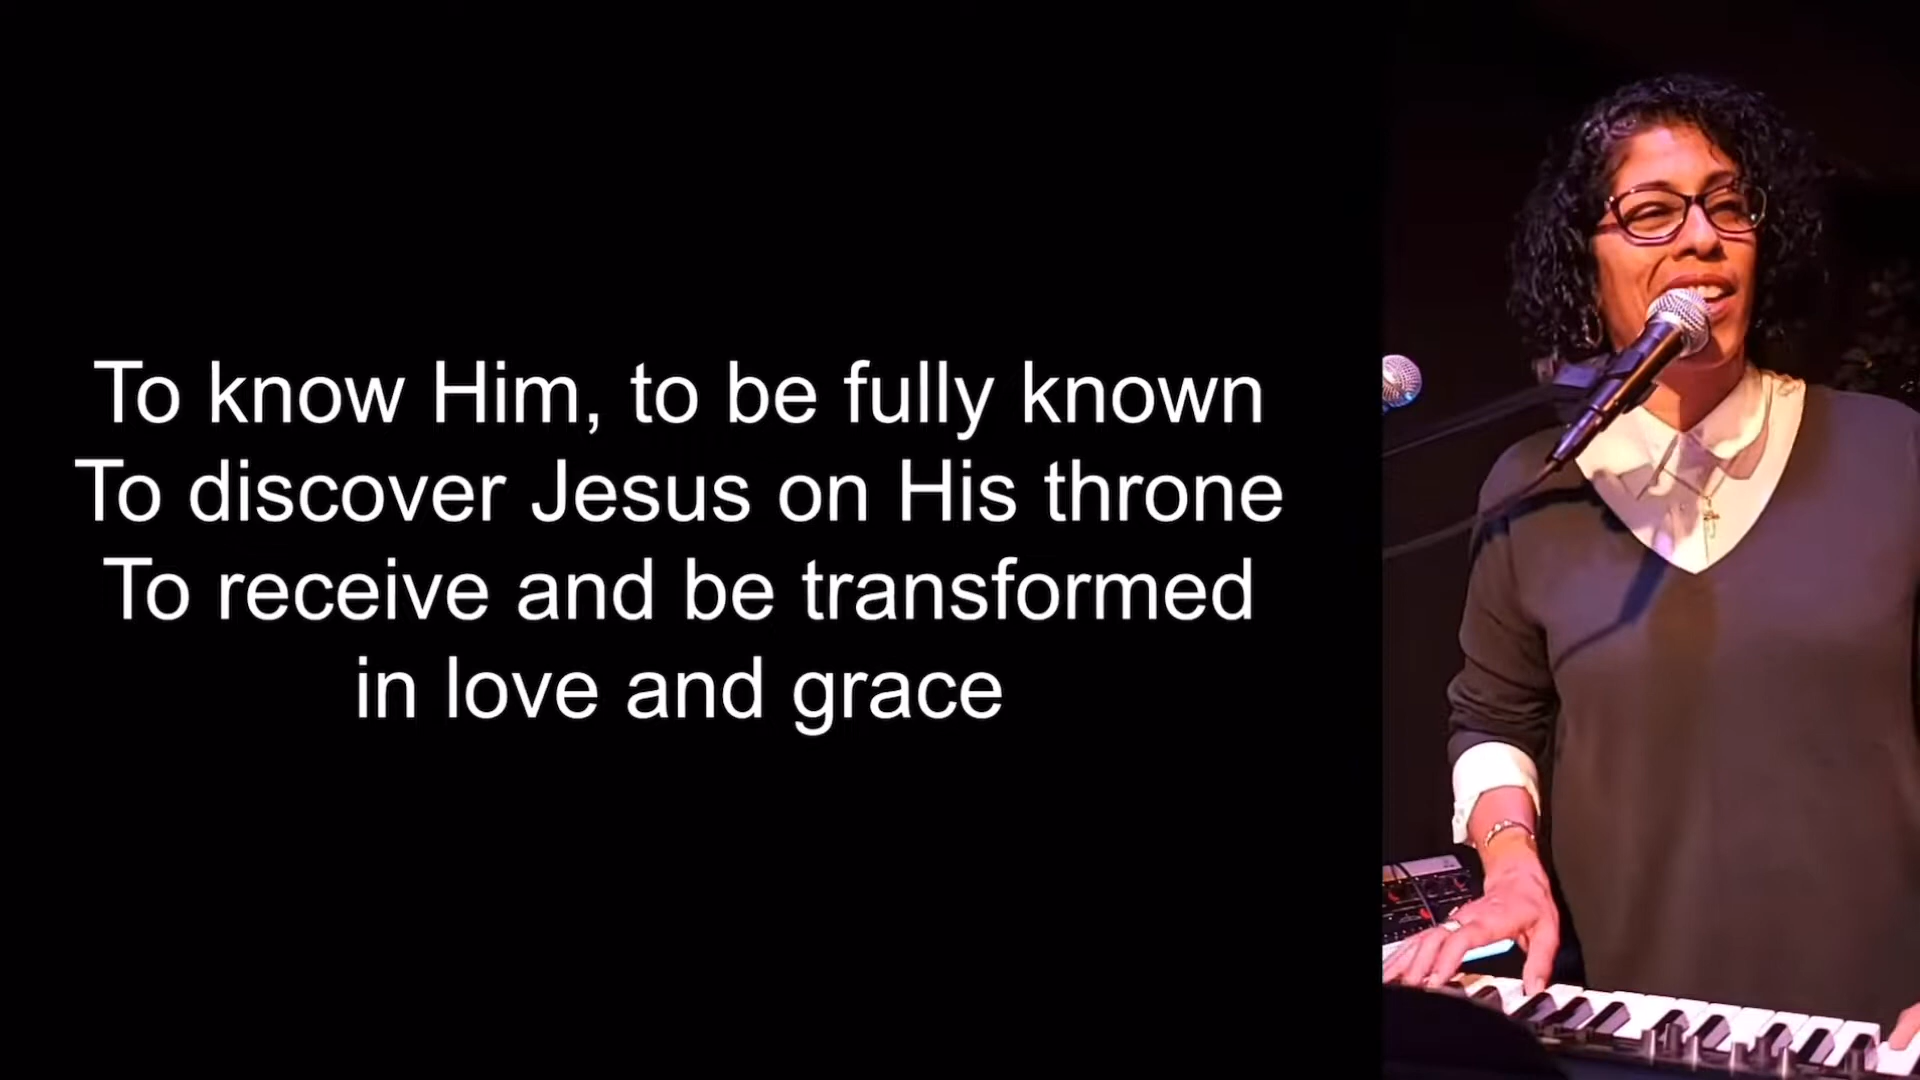 To know Him, to be fully known
To discover Jesus on His throne
To receive and be transformed
in love and grace